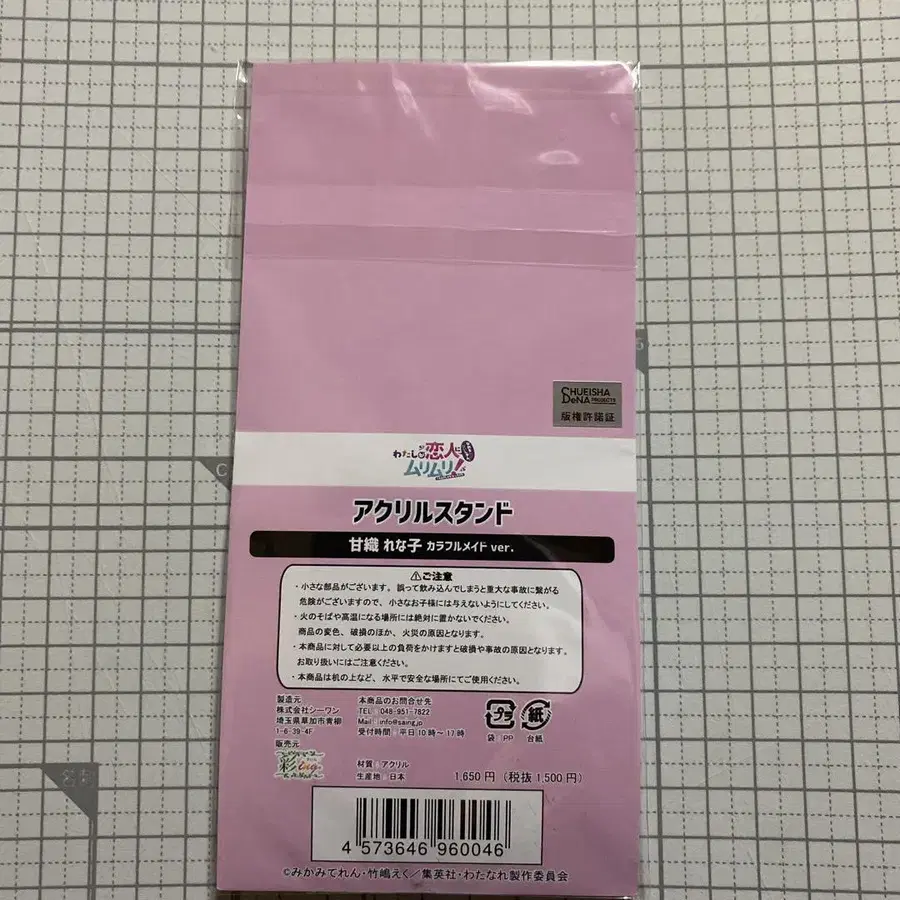 SHUEISHA
DeNA PROJECTS
版権許諾証
わたしが恋人に
ムリムリ!
アクリルスタンド
甘織 れな子 カラフルメイド ver.
⚠ご注意
・小さな部品がございます。誤って飲み込んでしまうと重大な事故に繋がる
危険がございますので、小さなお子様には与えないようにしてください。
・火のそばや高温になる場所には絶対に置かないでください。
商品の変色、破損のほか、火災の原因となります。
・本商品に対して必要以上の負荷をかけますと破損や事故の原因となります。
お取り扱いにはご注意ください。
・本商品は机の上など、水平で安全な場所にてご使用ください。
製造元
株式会社シーワン
埼玉県草加市青柳
1-6-39-4F
販売元
彩ing
本商品のお問合せ先
TEL:048-951-7822
Mail:info@saing.jp
受付時間:平日10時~17時
プラ
紙
袋:PP
台紙
材質:アクリル
生産地:日本
1,650円(税抜1,500円)
4 573646 960046
©みかみてれん・竹嶋えく/集英社・わたなれ製作委員会
C